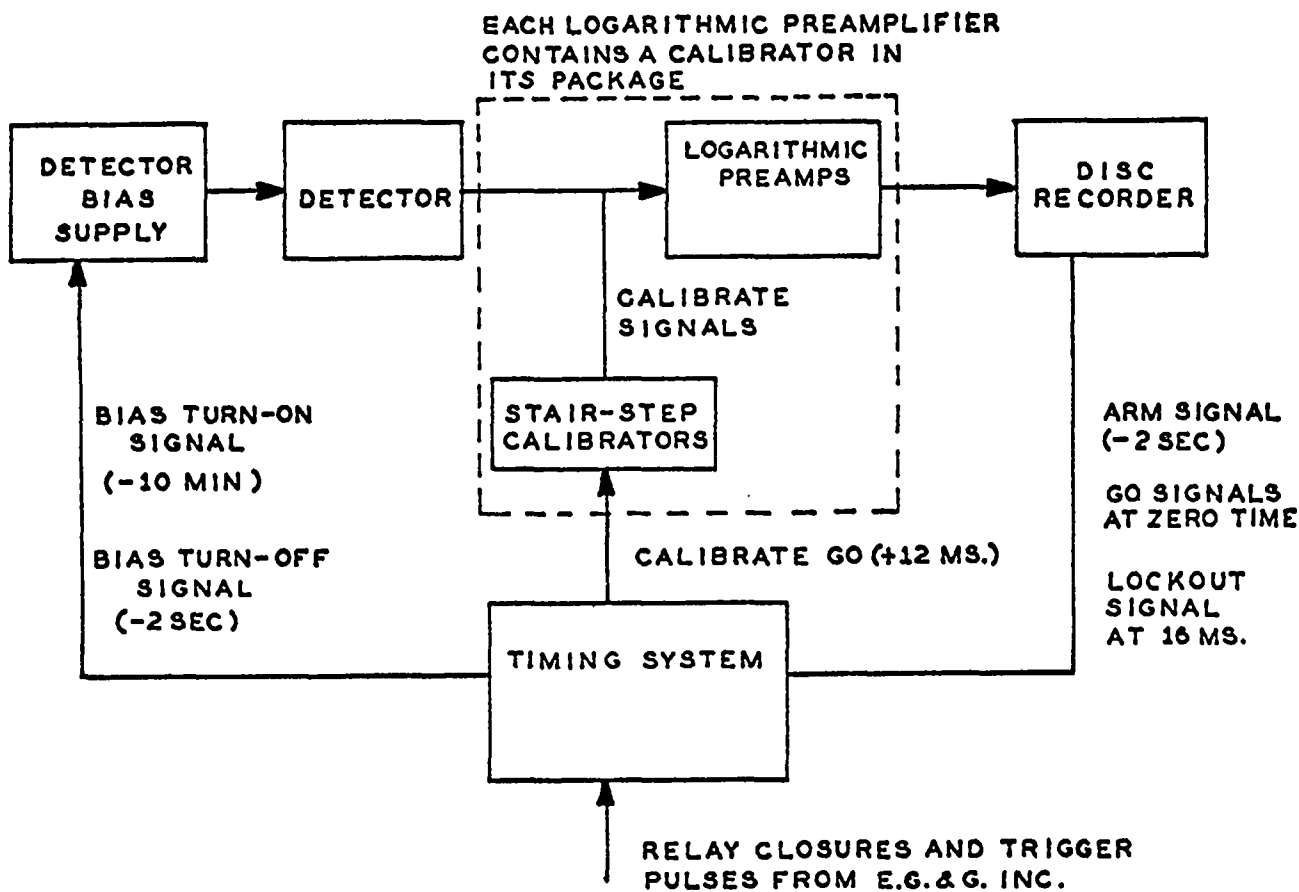 EACH LOGARITHMIC PREAMPLIFIER
CONTAINS A CALIBRATOR IN
ITS PACKAGE
DETECTOR
BIAS
SUPPLY
DETECTOR
LOGARITHMIC
PREAMPS
DISC
RECORDER
CALIBRATE
SIGNALS
STAIR-STEP
CALIBRATORS
BIAS TURN-ON
SIGNAL
(-10 MIN)
BIAS TURN-OFF
SIGNAL
(-2 SEC)
CALIBRATE GO (+12 MS.)
ARM SIGNAL
(-2 SEC)
GO SIGNALS
AT ZERO TIME
LOCKOUT
SIGNAL
AT 16 MS.
TIMING SYSTEM
RELAY CLOSURES AND TRIGGER
PULSES FROM E.G.&G. INC.